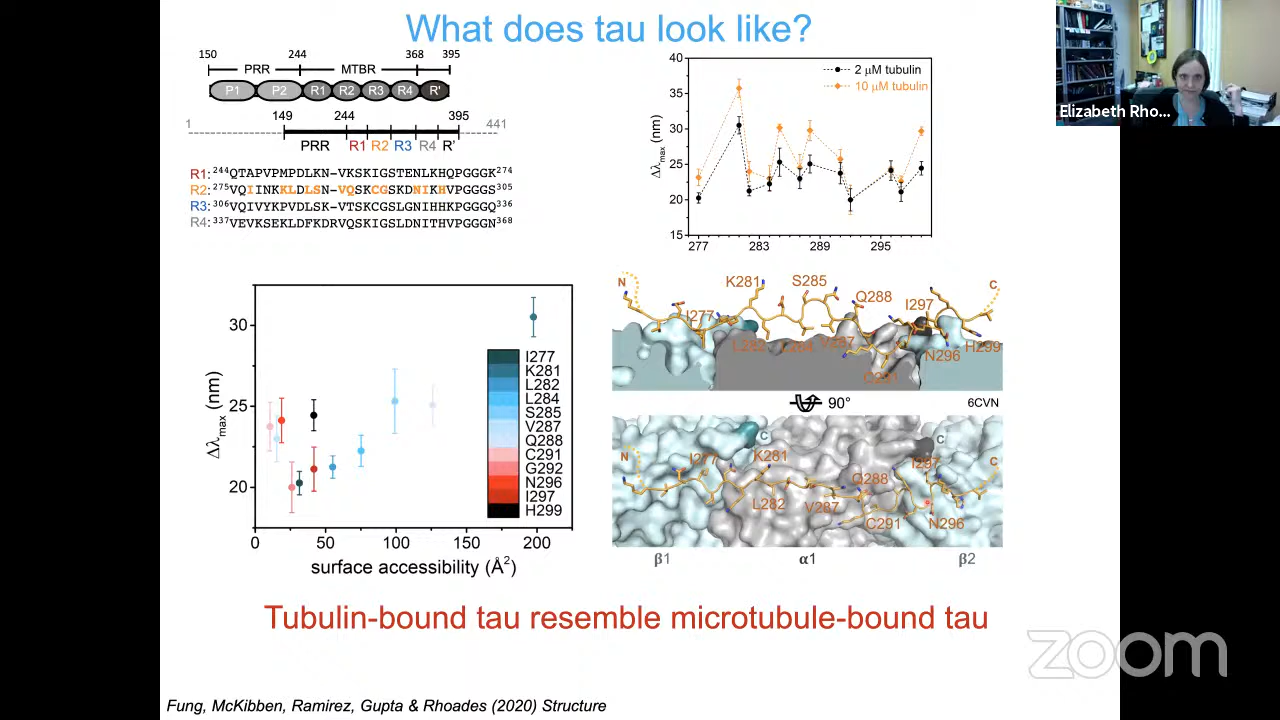 What does tau look like?
150 244 368 395
PRR MTBR
P1 P2 R1 R2 R3 R4 R'
149 244 395
1 441
PRR R1 R2 R3 R4 R'
R1: 244QTAPVPMPDLKN-VKSKIGSTENLKHQPGGGK274
R2: 275VQIINKKLDLSN-VQSKCGSKDNIKHVPGGGS305
R3: 306VQIVYKPVDLSK-VTSKCGSLGNIHHKPGGGQ336
R4: 337VEVKSEKLDFKDRVQSKIGSLDNITHVPGGGN368
40
35
30
25
20
15
Δλmax (nm)
2 μM tubulin
10 μM tubulin
277 283 289 295
30
25
20
Δλmax (nm)
I277
K281
L282
L284
S285
V287
Q288
C291
G292
N296
I297
H299
0 50 100 150 200
surface accessibility (Å2)
N K281 S285 C
I277 Q288 I297
L282 L284 V287
C291 N296 H299
90° 6CVN
N C K281 C I297 C
I277 Q288
L282 V287 C291 N296
β1 α1 β2
Tubulin-bound tau resemble microtubule-bound tau
Fung, McKibben, Ramirez, Gupta & Rhoades (2020) Structure
Elizabeth Rho...
zoom